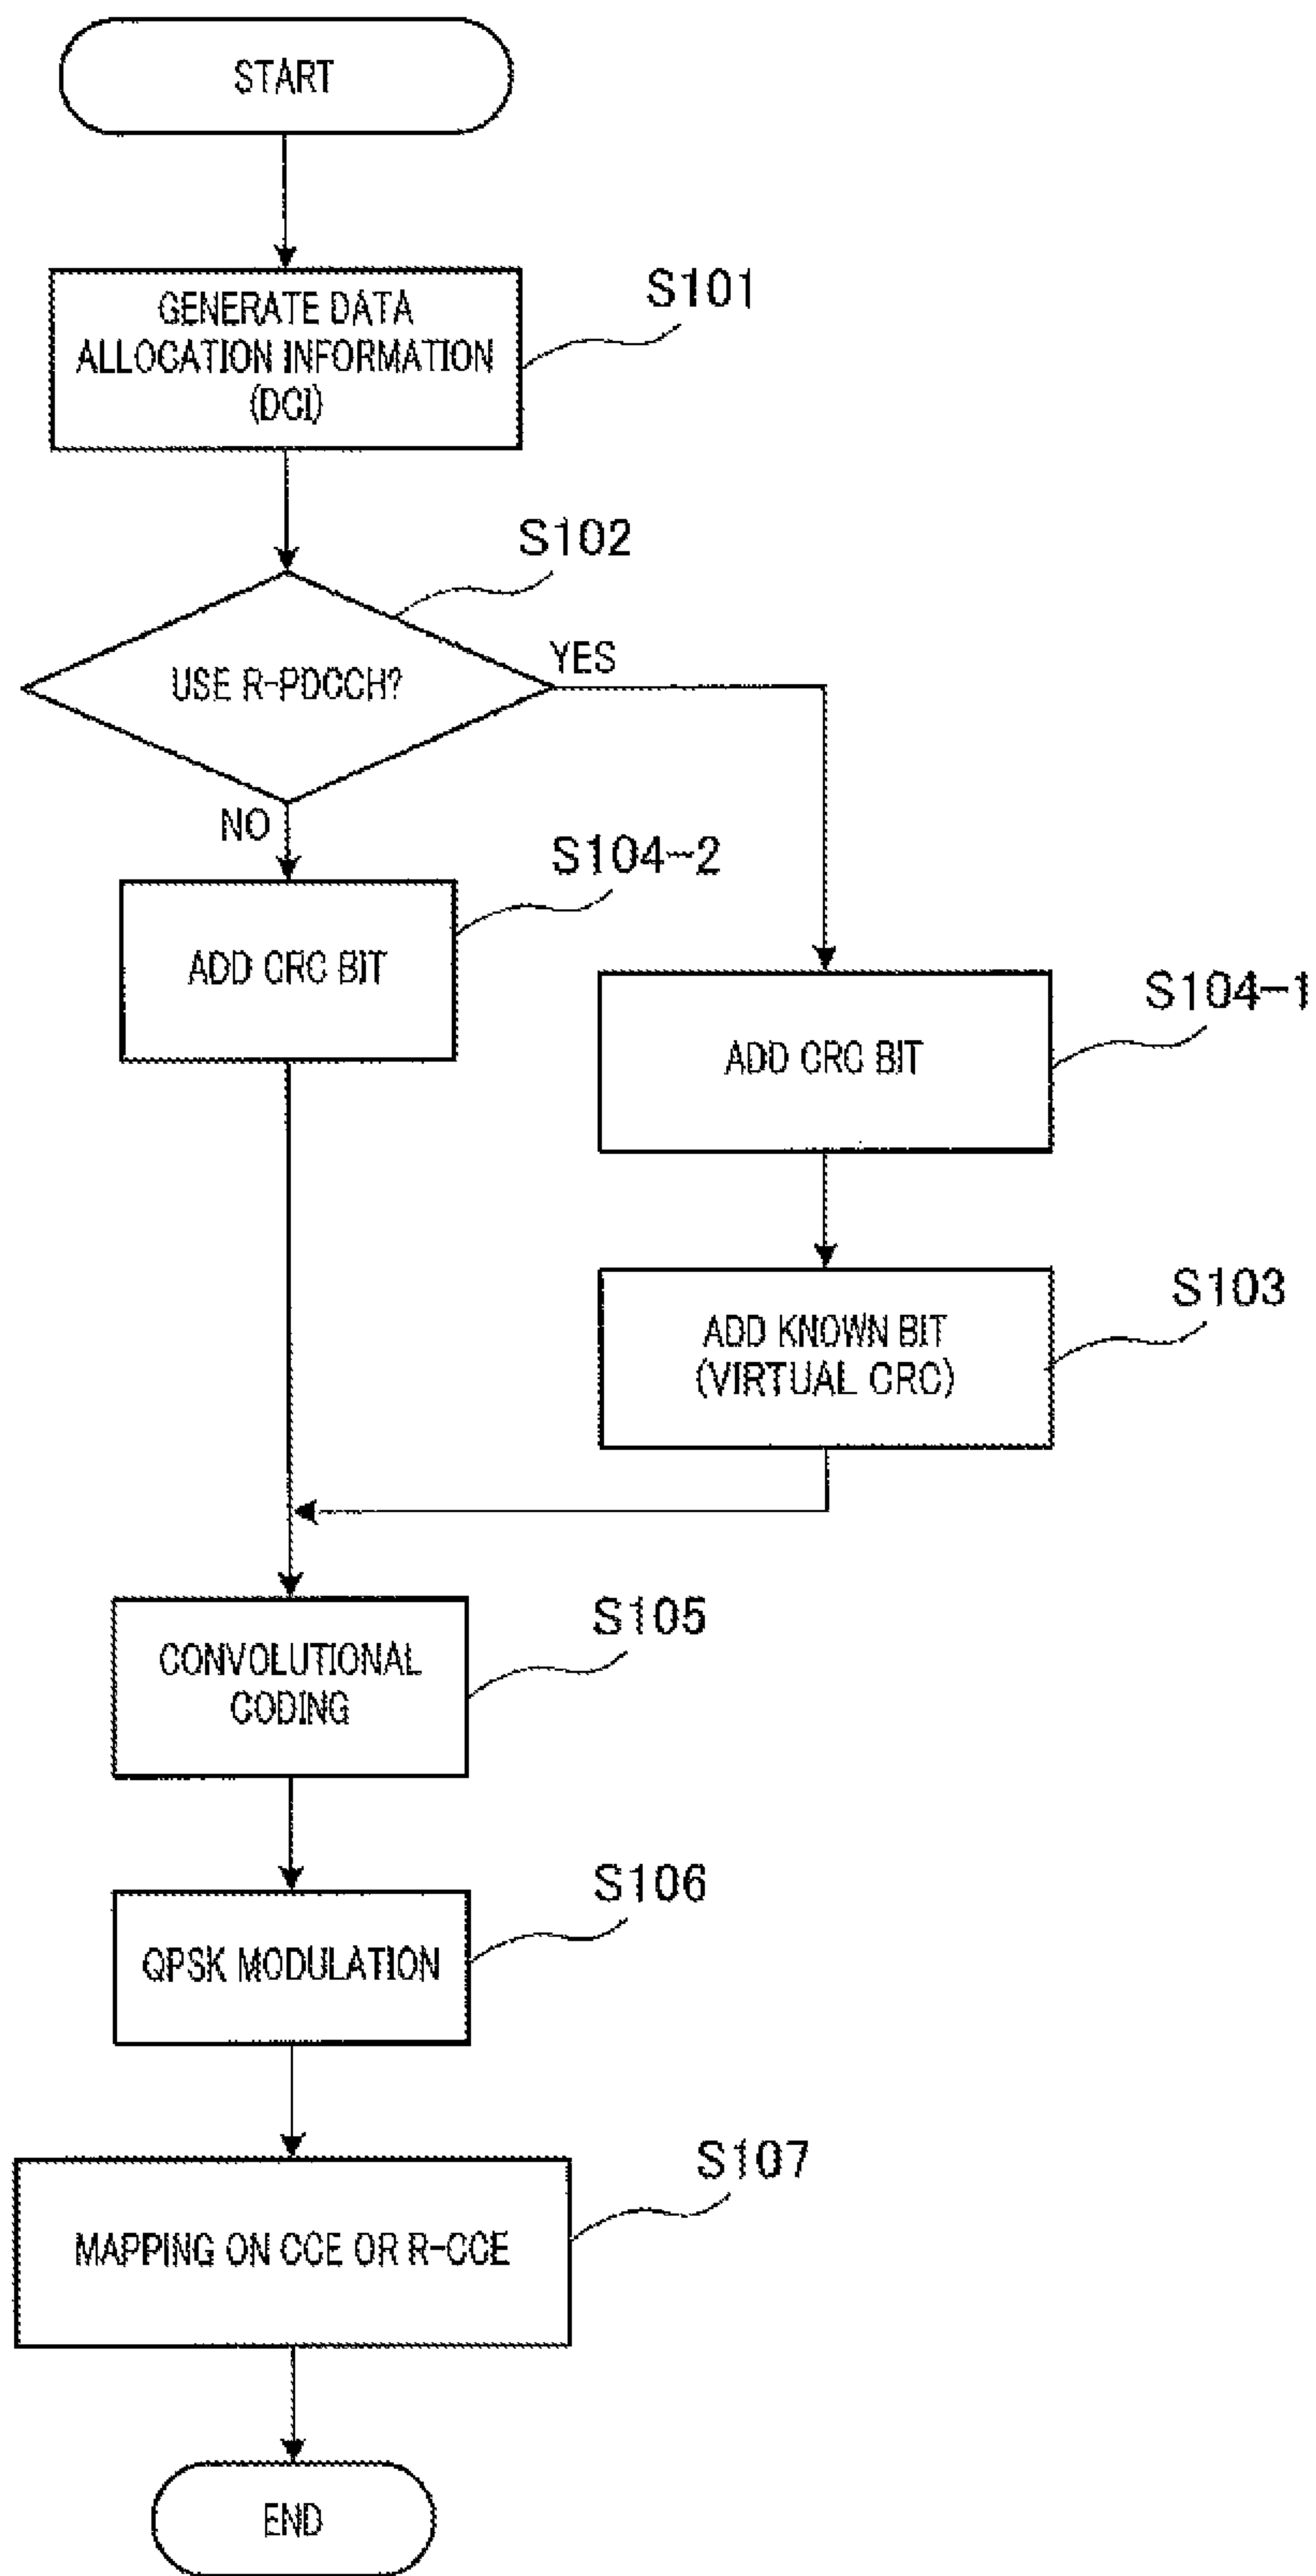 START
GENERATE DATA
ALLOCATION INFORMATION
(DCI)
S101
S102
USE R-PDCCH?
YES
NO
S104-2
ADD CRC BIT
S104-1
ADD CRC BIT
S103
ADD KNOWN BIT
(VIRTUAL CRC)
S105
CONVOLUTIONAL
CODING
S106
QPSK MODULATION
S107
MAPPING ON CCE OR R-CCE
END